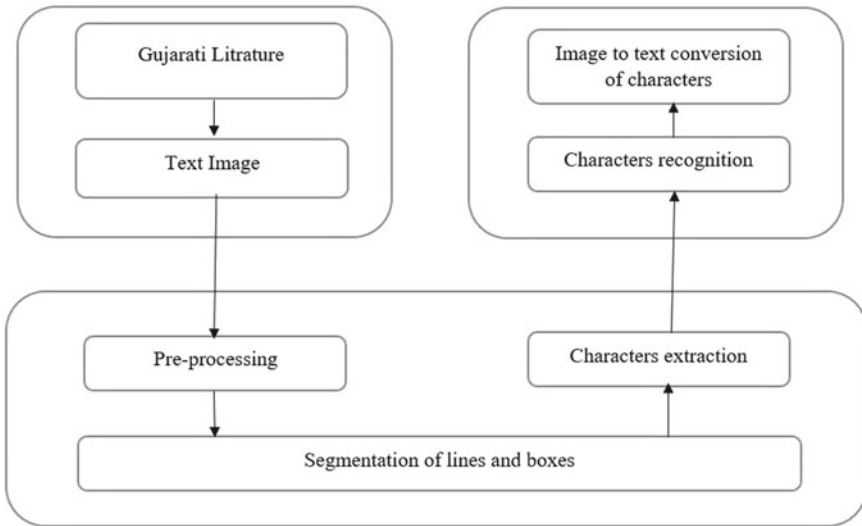 Gujarati Litrature
Text Image
Pre-processing
Segmentation of lines and boxes
Characters extraction
Characters recognition
Image to text conversion
of characters